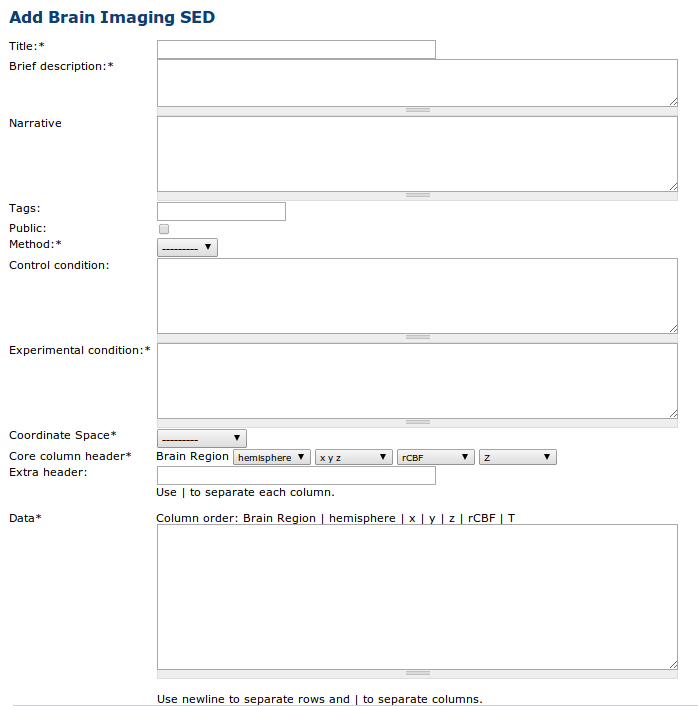 Add Brain Imaging SED
Title:*
Brief description:*
Narrative
Tags:
Public:
Method:* ---------
Control condition:
Experimental condition:*
Coordinate Space* ---------
Core column header* Brain Region hemisphere x y z rCBF Z
Extra header:
Use | to separate each column.
Data* Column order: Brain Region | hemisphere | x | y | z | rCBF | T
Use newline to separate rows and | to separate columns.